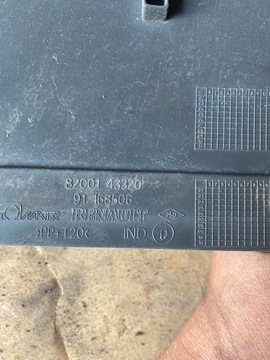 82001 43320
91 168506
RENAULT
>PP+T20<
IND